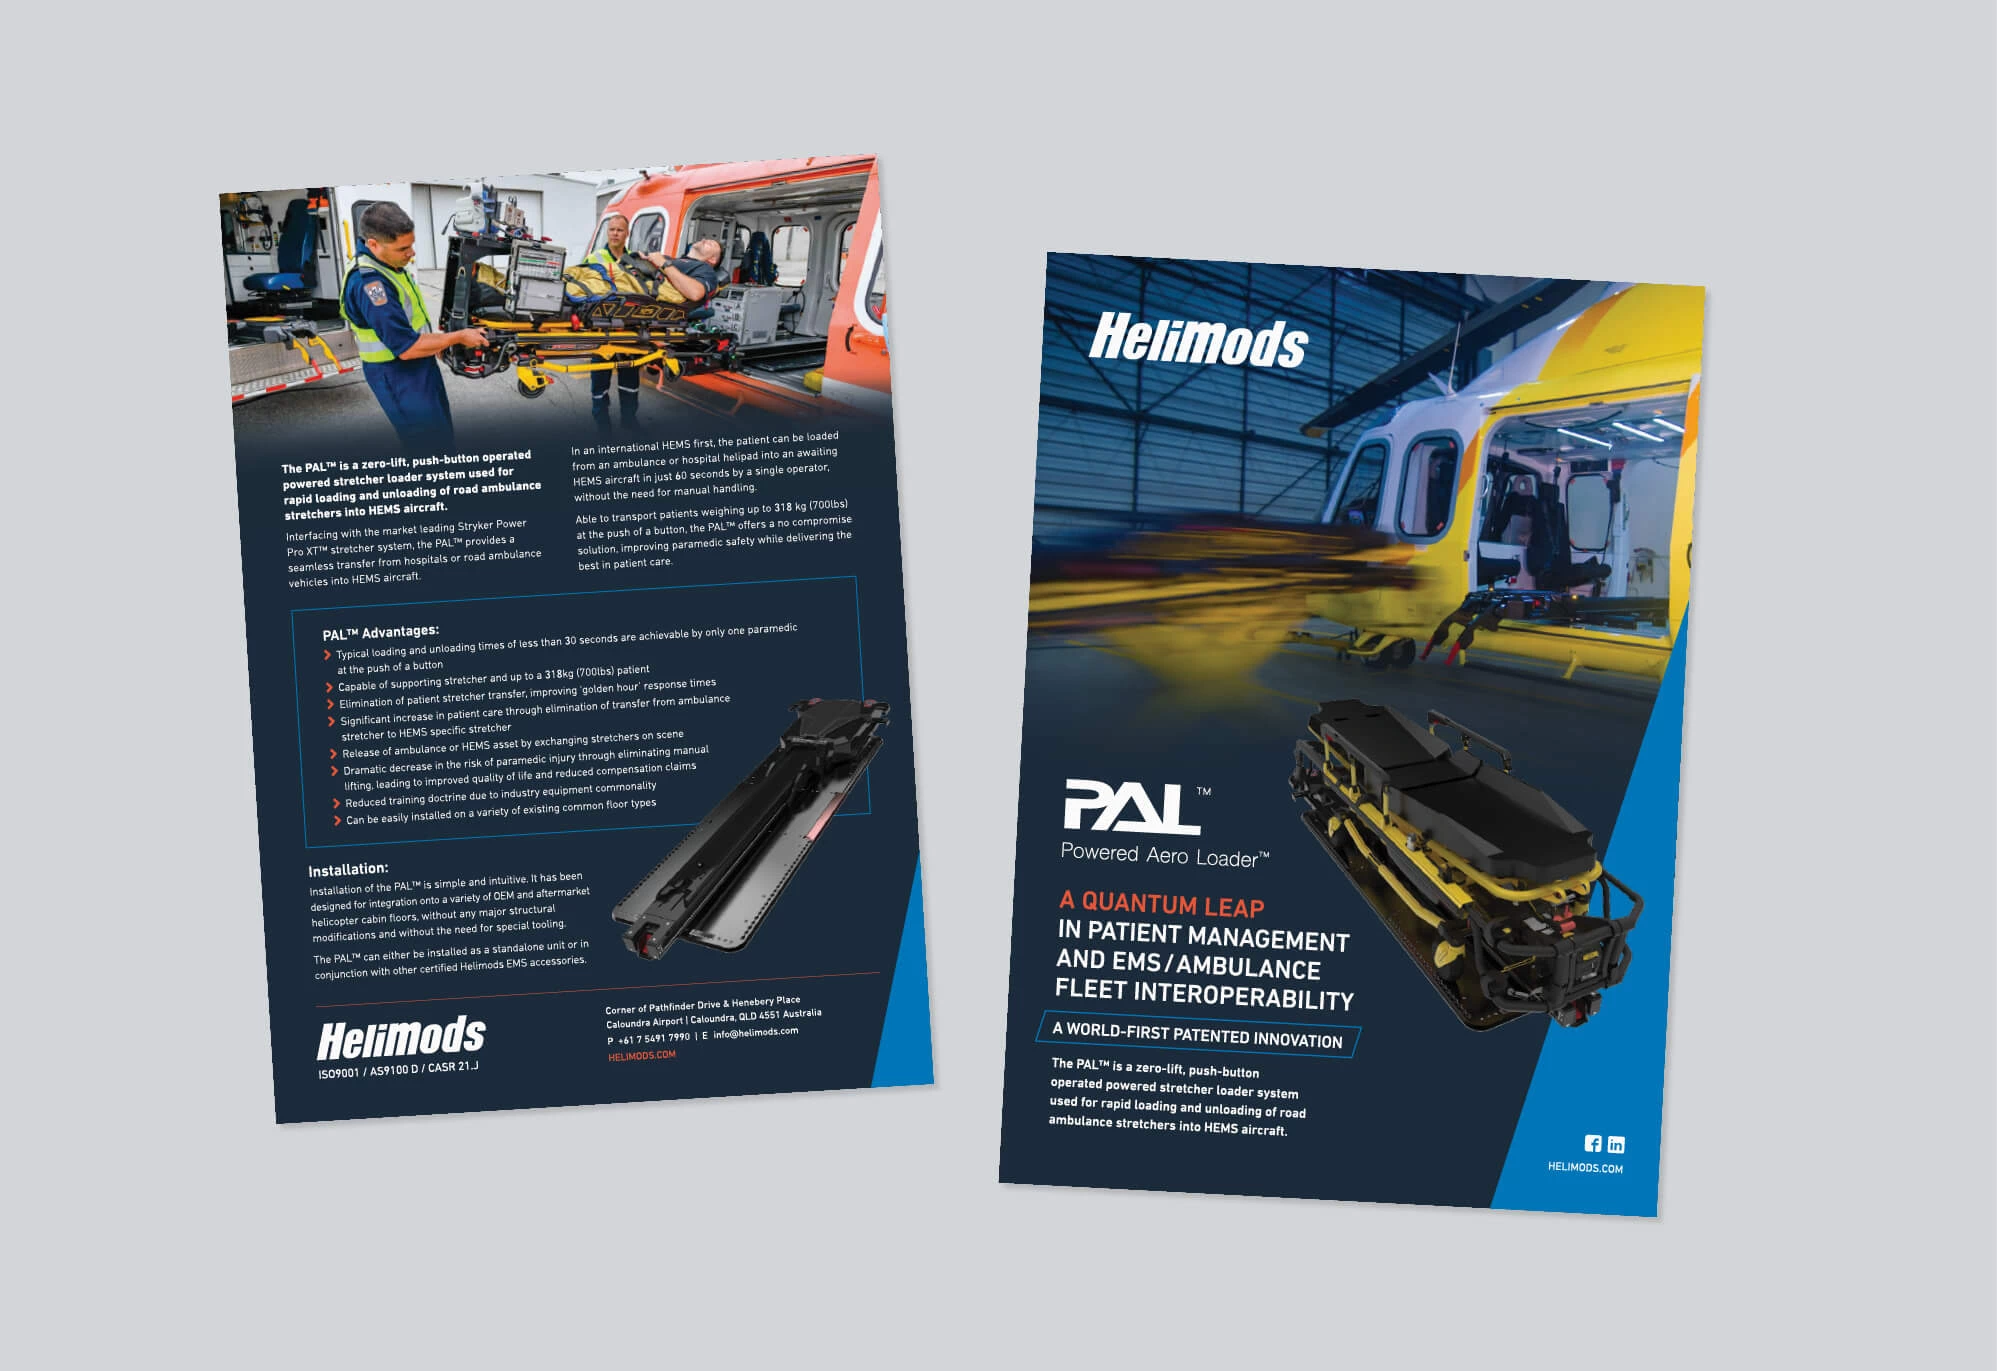 The PAL™ is a zero-lift, push-button operated
powered stretcher loader system used for
rapid loading and unloading of road ambulance
stretchers into HEMS aircraft.
Interfacing with the market leading Stryker Power
Pro XT™ stretcher system, the PAL™ provides a
seamless transfer from hospitals or road ambulance
vehicles into HEMS aircraft.
In an international HEMS first, the patient can be loaded
from an ambulance or hospital helipad into an awaiting
HEMS aircraft in just 60 seconds by a single operator,
without the need for manual handling.
Able to transport patients weighing up to 318 kg (700lbs)
at the push of a button, the PAL™ offers a no compromise
solution, improving paramedic safety while delivering the
best in patient care.
PAL™ Advantages:
Typical loading and unloading times of less than 30 seconds are achievable by only one paramedic
at the push of a button
Capable of supporting stretcher and up to a 318kg (700lbs) patient
Elimination of patient stretcher transfer, improving 'golden hour' response times
Significant increase in patient care through elimination of transfer from ambulance
stretcher to HEMS specific stretcher
Release of ambulance or HEMS asset by exchanging stretchers on scene
Dramatic decrease in the risk of paramedic injury through eliminating manual
lifting, leading to improved quality of life and reduced compensation claims
Reduced training doctrine due to industry equipment commonality
Can be easily installed on a variety of existing common floor types
Installation:
Installation of the PAL™ is simple and intuitive. It has been
designed for integration onto a variety of OEM and aftermarket
helicopter cabin floors, without any major structural
modifications and without the need for special tooling.
The PAL™ can either be installed as a standalone unit or in
conjunction with other certified Helimods EMS accessories.
Helimods
ISO9001 / AS9100 D / CASR 21.J
Corner of Pathfinder Drive & Henebery Place
Caloundra Airport | Caloundra, QLD 4551 Australia
P +61 7 5491 7990 | E info@helimods.com
HELIMODS.COM
Helimods
PAL™
Powered Aero Loader™
A QUANTUM LEAP
IN PATIENT MANAGEMENT
AND EMS/AMBULANCE
FLEET INTEROPERABILITY
A WORLD-FIRST PATENTED INNOVATION
The PAL™ is a zero-lift, push-button
operated powered stretcher loader system
used for rapid loading and unloading of road
ambulance stretchers into HEMS aircraft.
f in
HELIMODS.COM